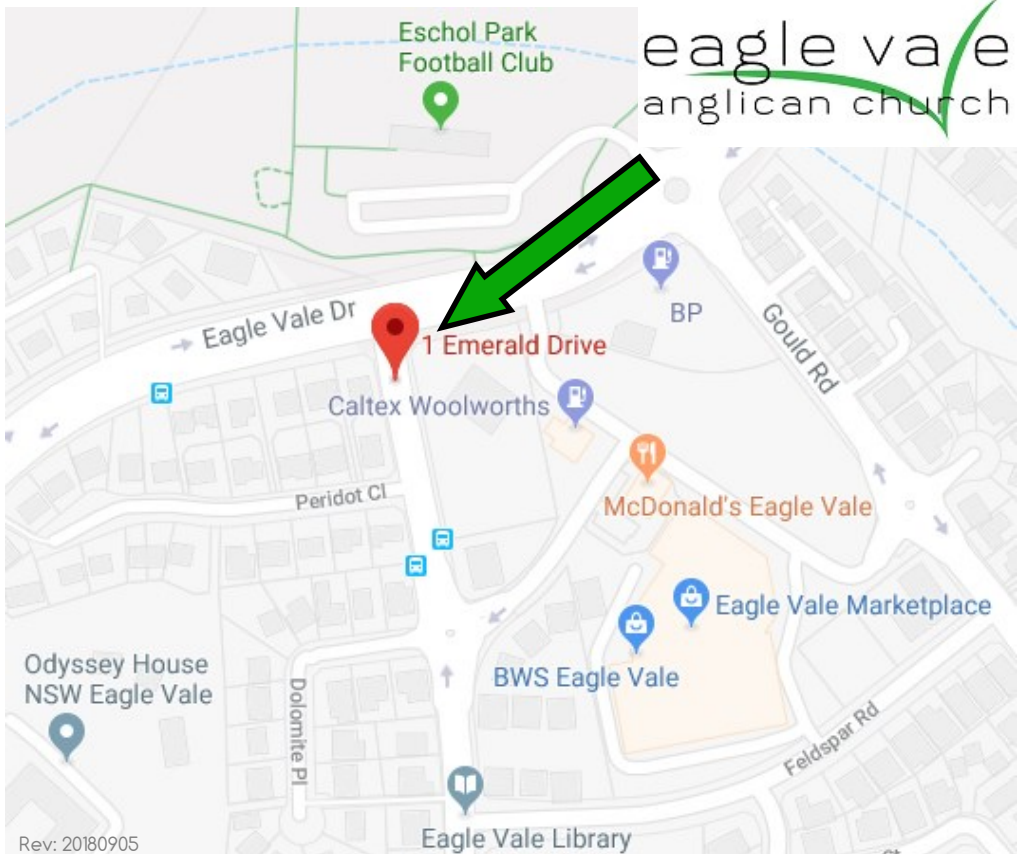 Eschol Park
Football Club
eagle vale
anglican church
BP
Eagle Vale Dr
Gould Rd
1 Emerald Drive
Caltex Woolworths
McDonald's Eagle Vale
Peridot Cl
Eagle Vale Marketplace
BWS Eagle Vale
Odyssey House
NSW Eagle Vale
Dolomite Pl
Feldspar Rd
Eagle Vale Library
Rev: 20180905